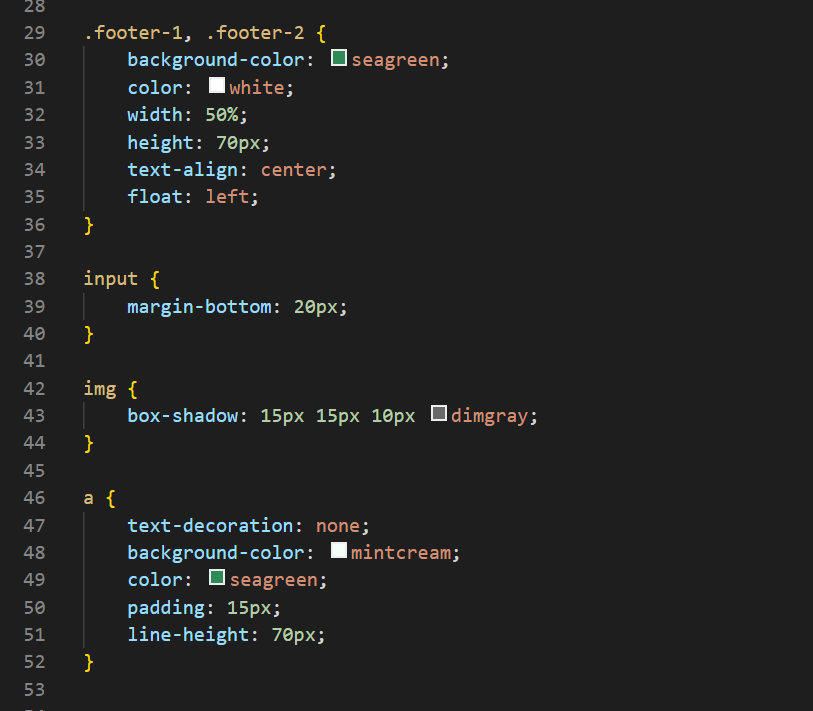 28
29 .footer-1, .footer-2 {
30     background-color: seagreen;
31     color: white;
32     width: 50%;
33     height: 70px;
34     text-align: center;
35     float: left;
36 }
37
38 input {
39     margin-bottom: 20px;
40 }
41
42 img {
43     box-shadow: 15px 15px 10px dimgray;
44 }
45
46 a {
47     text-decoration: none;
48     background-color: mintcream;
49     color: seagreen;
50     padding: 15px;
51     line-height: 70px;
52 }
53